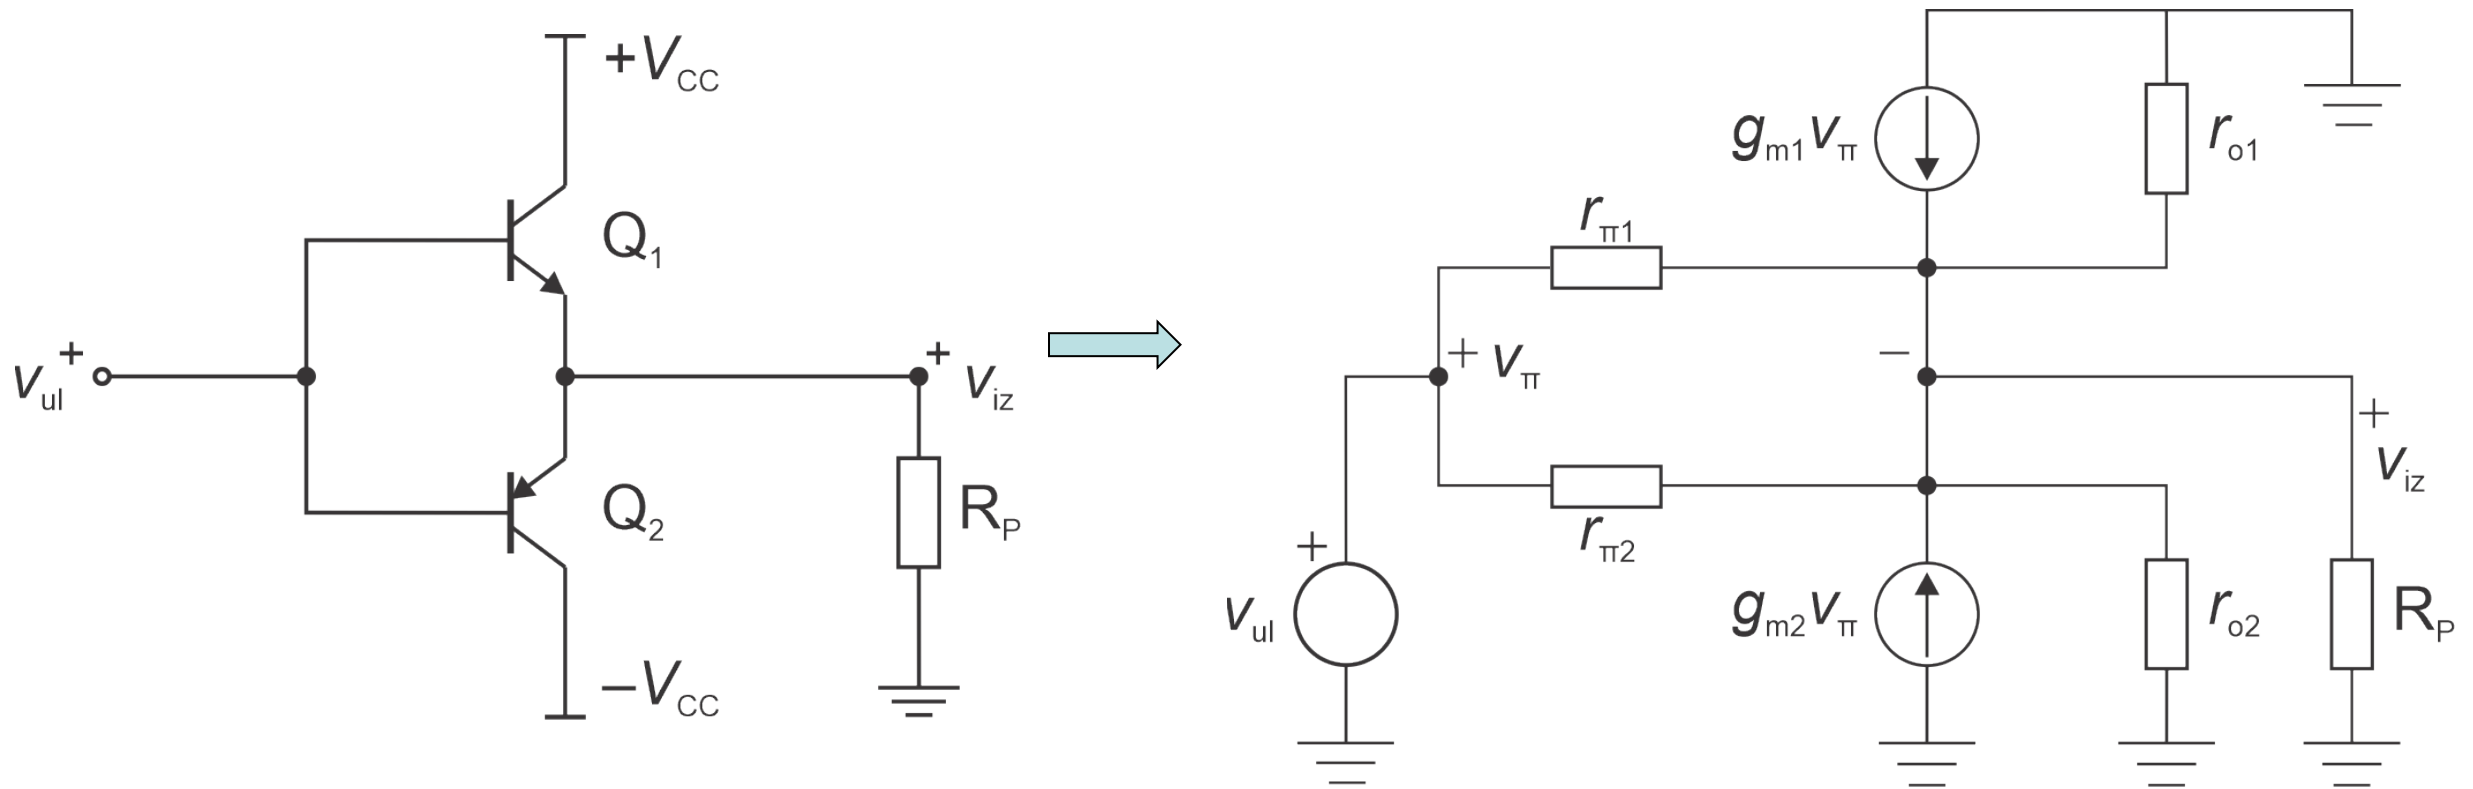 +VCC
Q1
+
vul
+
viz
RP
Q2
−VCC
gm1vπ
ro1
rπ1
+ vπ −
+
viz
rπ2
+
vul
gm2vπ
ro2
RP